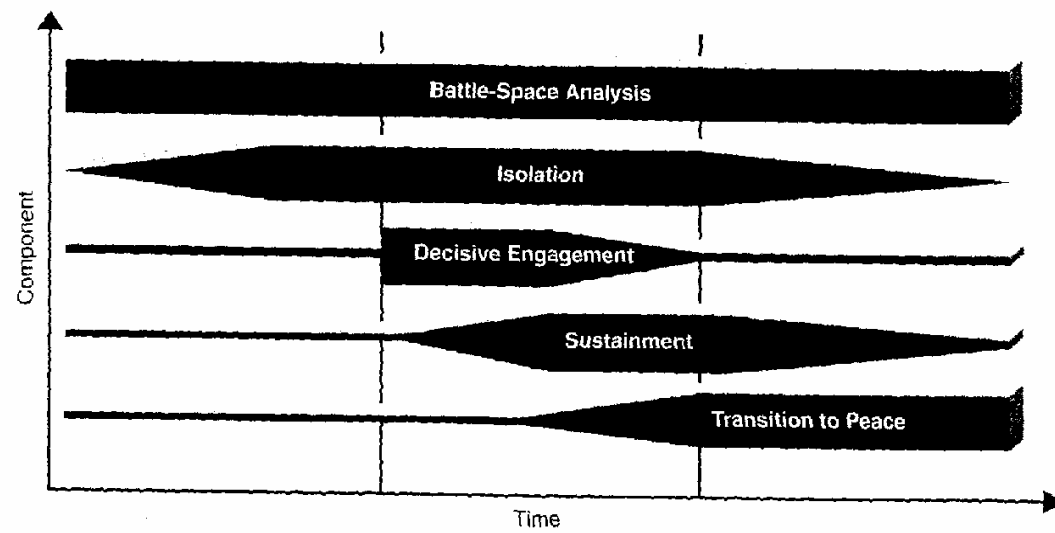 Battle-Space Analysis
Isolation
Decisive Engagement
Sustainment
Transition to Peace
Component
Time